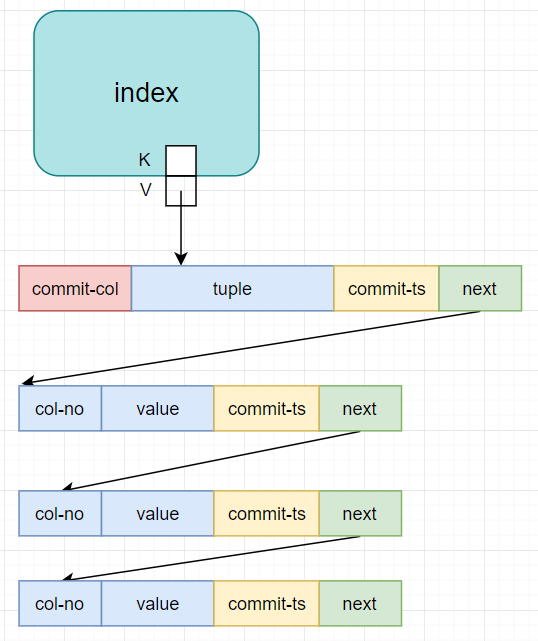 index
K
V
commit-col tuple commit-ts next
col-no value commit-ts next
col-no value commit-ts next
col-no value commit-ts next